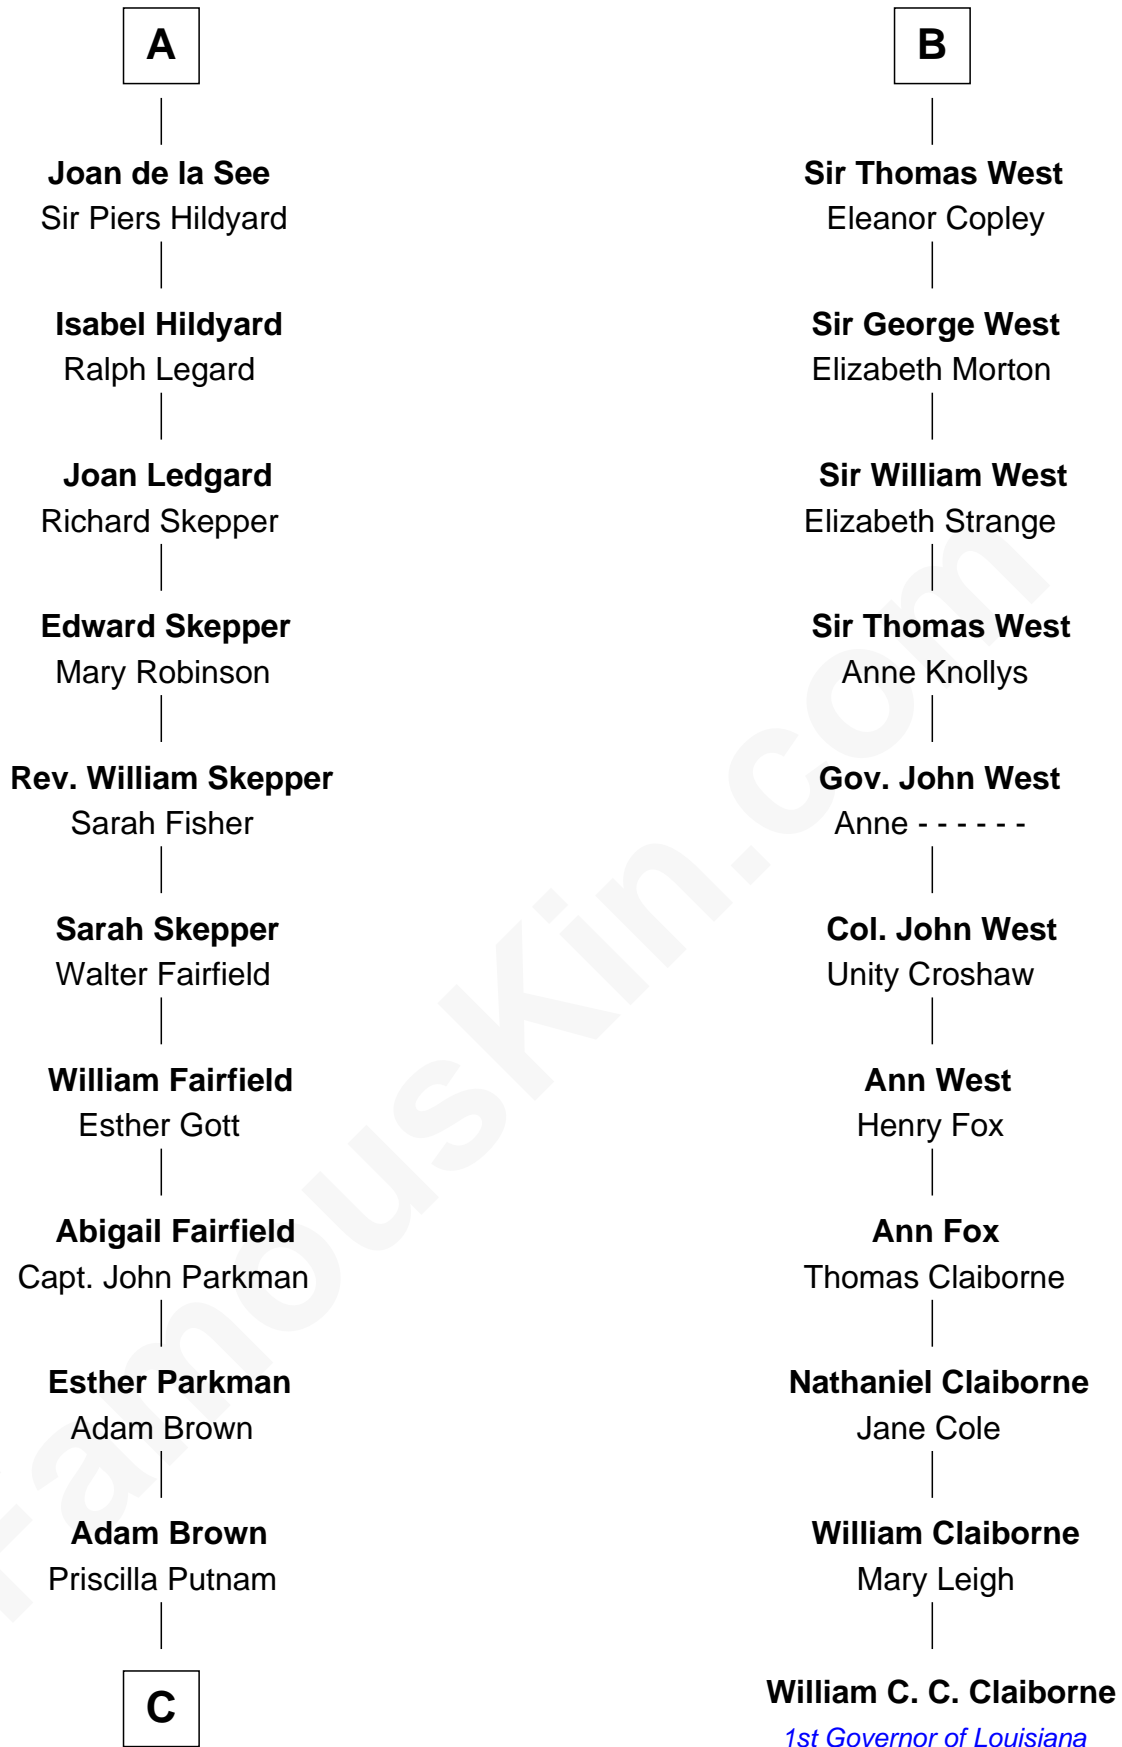 A
Joan de la See
Sir Piers Hildyard
Isabel Hildyard
Ralph Legard
Joan Ledgard
Richard Skepper
Edward Skepper
Mary Robinson
Rev. William Skepper
Sarah Fisher
Sarah Skepper
Walter Fairfield
William Fairfield
Esther Gott
Abigail Fairfield
Capt. John Parkman
Esther Parkman
Adam Brown
Adam Brown
Priscilla Putnam
C
B
Sir Thomas West
Eleanor Copley
Sir George West
Elizabeth Morton
Sir William West
Elizabeth Strange
Sir Thomas West
Anne Knollys
Gov. John West
Anne - - - - - -
Col. John West
Unity Croshaw
Ann West
Henry Fox
Ann Fox
Thomas Claiborne
Nathaniel Claiborne
Jane Cole
William Claiborne
Mary Leigh
William C. C. Claiborne
1st Governor of Louisiana
FamousKin.com